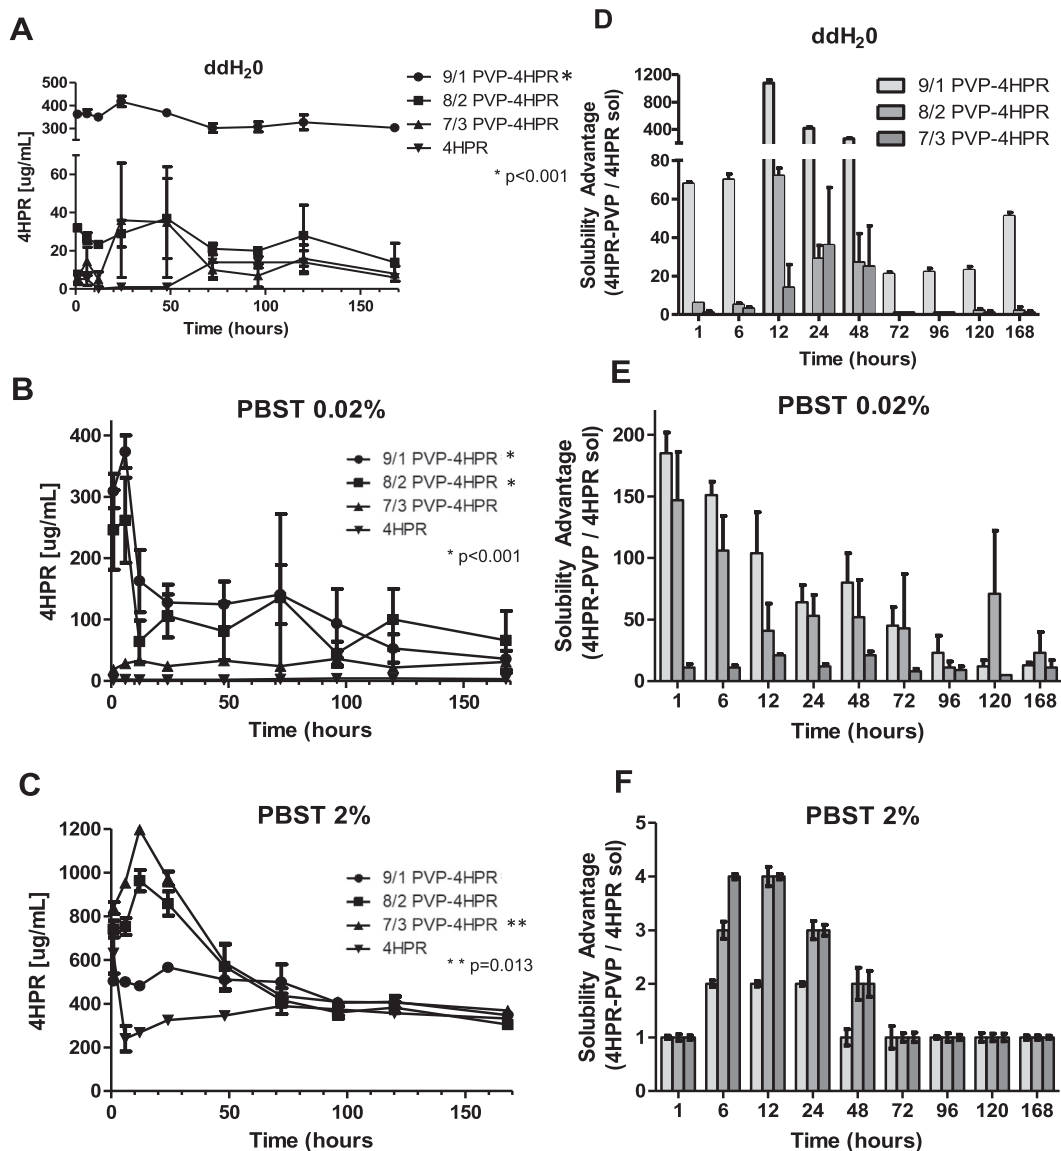 A
ddH20
9/1 PVP-4HPR*
8/2 PVP-4HPR
7/3 PVP-4HPR
4HPR
* p<0.001
500
400
300
200
60
40
20
0
4HPR [ug/mL]
0 50 100 150
Time (hours)
D
ddH20
9/1 PVP-4HPR
8/2 PVP-4HPR
7/3 PVP-4HPR
1200
800
400
80
60
40
20
0
Solubility Advantage
(4HPR-PVP / 4HPR sol)
1 6 12 24 48 72 96 120 168
Time (hours)
B
PBST 0.02%
9/1 PVP-4HPR *
8/2 PVP-4HPR *
7/3 PVP-4HPR
4HPR
* p<0.001
400
300
200
100
0
4HPR [ug/mL]
0 50 100 150
Time (hours
E
PBST 0.02%
200
150
100
50
0
Solubility Advantage
(4HPR-PVP / 4HPR sol)
1 6 12 24 48 72 96 120 168
Time (hours)
C
PBST 2%
9/1 PVP-4HPR
8/2 PVP-4HPR
7/3 PVP-4HPR **
4HPR
* * p=0.013
1200
1000
800
600
400
200
0
4HPR [ug/mL]
0 50 100 150
Time (hours
F
PBST 2%
5
4
3
2
1
0
Solubility Advantage
(4HPR-PVP / 4HPR sol)
1 6 12 24 48 72 96 120 168
Time (hours)